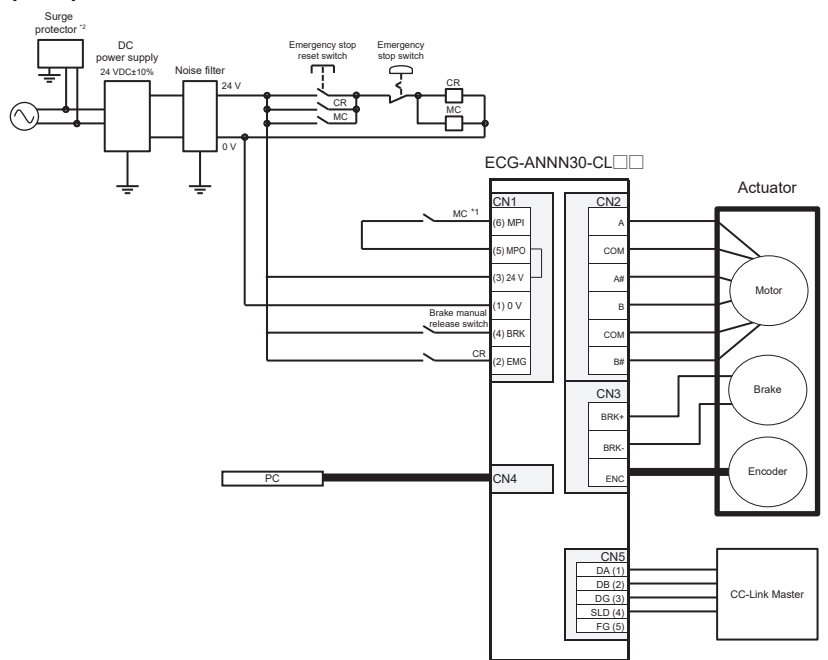 Surge
protector *2
DC
power supply
24 VDC±10%
Noise filter
24 V
0 V
Emergency stop
reset switch
Emergency
stop switch
CR
MC
CR
MC
ECG-ANNN30-CL□□
Actuator
CN1
MC *1
(6) MPI
(5) MPO
(3) 24 V
(1) 0 V
Brake manual
release switch
(4) BRK
CR
(2) EMG
CN2
A
COM
A#
B
COM
B#
Motor
CN3
BRK+
BRK-
ENC
Brake
Encoder
PC
CN4
CN5
DA (1)
DB (2)
DG (3)
SLD (4)
FG (5)
CC-Link Master